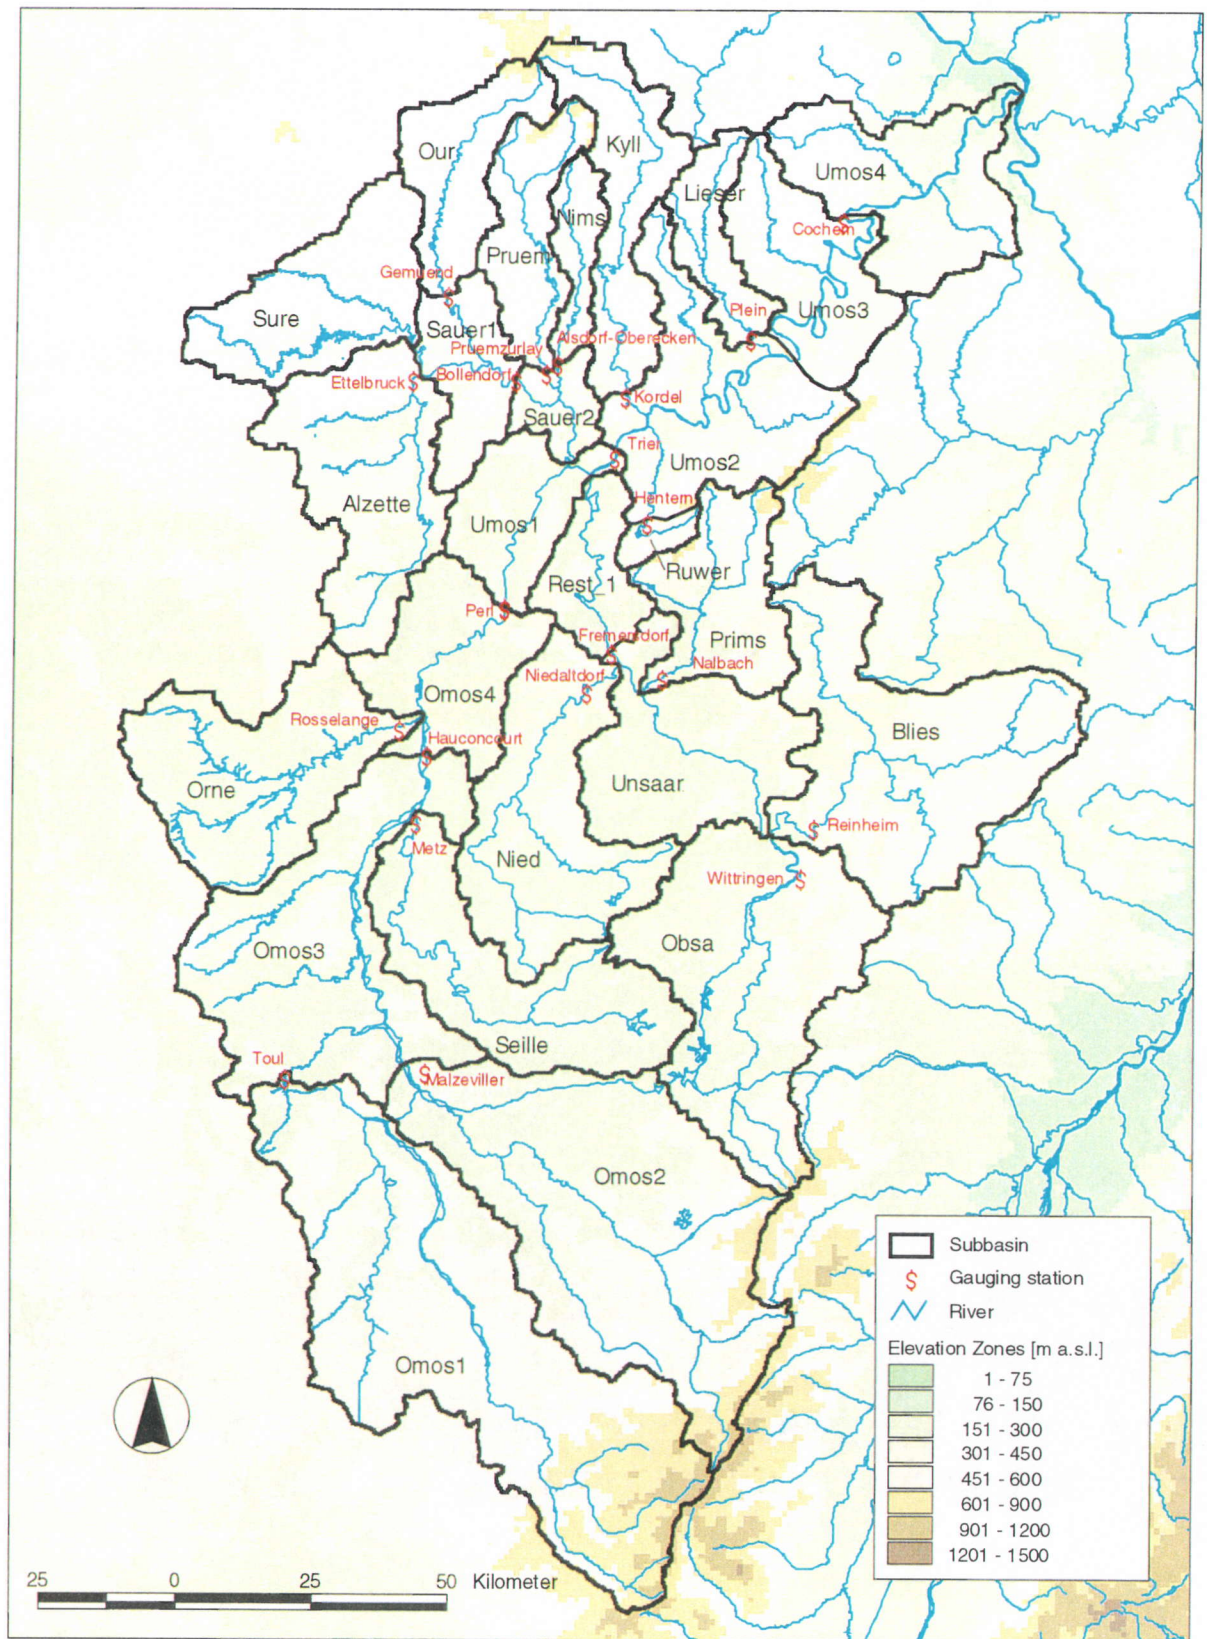 Our
Kyll
Umos4
Lieser
Nims
Cochem
Pruem
Gemuend
Plein
Umos3
Sure
Sauer1
Pruemzurlay
Alsdorf-Oberecken
Ettelbruck
Bollendorf
Kordel
Sauer2
Trier
Umos2
Hentern
Alzette
Umos1
Ruwer
Rest_1
Perl
Fremersdorf
Prims
Nalbach
Niedaltdorf
Omos4
Rosselange
Hauconcourt
Blies
Orne
Unsaar
Reinheim
Metz
Nied
Wittringen
Obsa
Omos3
Seille
Toul
Malzeviller
Omos2
Omos1
Subbasin
$ Gauging station
River
Elevation Zones [m a.s.l.]
1 - 75
76 - 150
151 - 300
301 - 450
451 - 600
601 - 900
901 - 1200
1201 - 1500
25 0 25 50 Kilometer